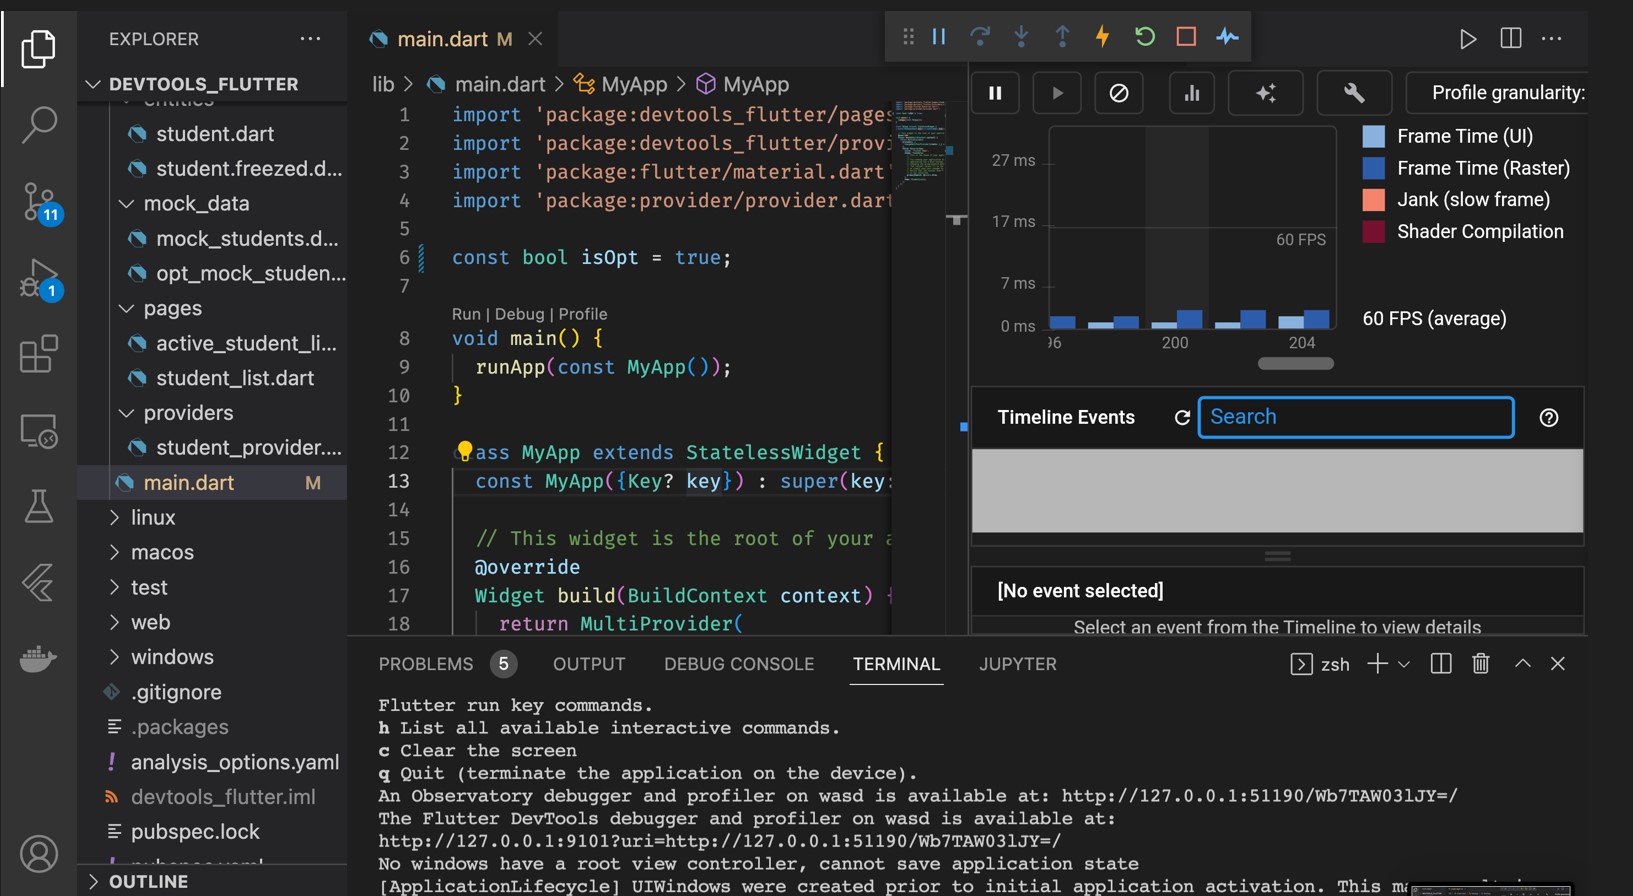 EXPLORER
DEVTOOLS_FLUTTER
entities
student.dart
student.freezed.d...
mock_data
mock_students.d...
opt_mock_studen...
pages
active_student_li...
student_list.dart
providers
student_provider....
main.dart M
linux
macos
test
web
windows
.gitignore
.packages
analysis_options.yaml
devtools_flutter.iml
pubspec.lock
pubspec.yaml
OUTLINE
11
1
main.dart M
lib > main.dart > MyApp > MyApp
1 import 'package:devtools_flutter/pages
2 import 'package:devtools_flutter/provi
3 import 'package:flutter/material.dart'
4 import 'package:provider/provider.dart
5
6 const bool isOpt = true;
7
Run | Debug | Profile
8 void main() {
9 runApp(const MyApp());
10 }
11
12 ass MyApp extends StatelessWidget {
13 const MyApp({Key? key}) : super(key:
14
15 // This widget is the root of your a
16 @override
17 Widget build(BuildContext context) {
18 return MultiProvider(
Profile granularity:
27 ms
17 ms
60 FPS
7 ms
0 ms
96 200 204
Frame Time (UI)
Frame Time (Raster)
Jank (slow frame)
Shader Compilation
60 FPS (average)
Timeline Events
Search
[No event selected]
Select an event from the Timeline to view details
PROBLEMS 5 OUTPUT DEBUG CONSOLE TERMINAL JUPYTER
zsh
Flutter run key commands.
h List all available interactive commands.
c Clear the screen
q Quit (terminate the application on the device).
An Observatory debugger and profiler on wasd is available at: http://127.0.0.1:51190/Wb7TAW03lJY=/
The Flutter DevTools debugger and profiler on wasd is available at:
http://127.0.0.1:9101?uri=http://127.0.0.1:51190/Wb7TAW03lJY=/
No windows have a root view controller, cannot save application state
[ApplicationLifecycle] UIWindows were created prior to initial application activation. This